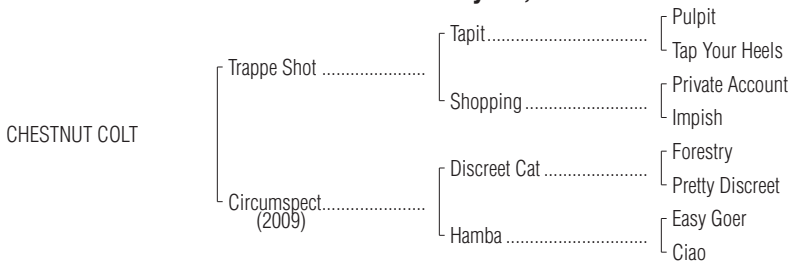 Pulpit
Tapit................................
Tap Your Heels
Trappe Shot ......................
Private Account
Shopping..........................
Impish
CHESTNUT COLT
Forestry
Discreet Cat ......................
Pretty Discreet
Circumspect......................
(2009)
Easy Goer
Hamba ..............................
Ciao